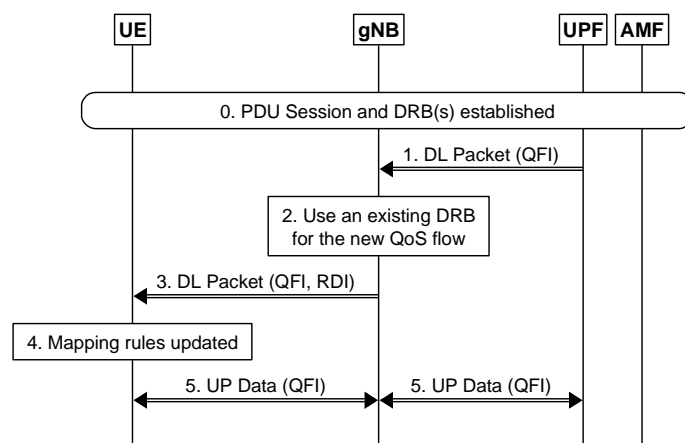 UE
gNB
UPF
AMF
0. PDU Session and DRB(s) established
1. DL Packet (QFI)
2. Use an existing DRB
for the new QoS flow
3. DL Packet (QFI, RDI)
4. Mapping rules updated
5. UP Data (QFI)
5. UP Data (QFI)